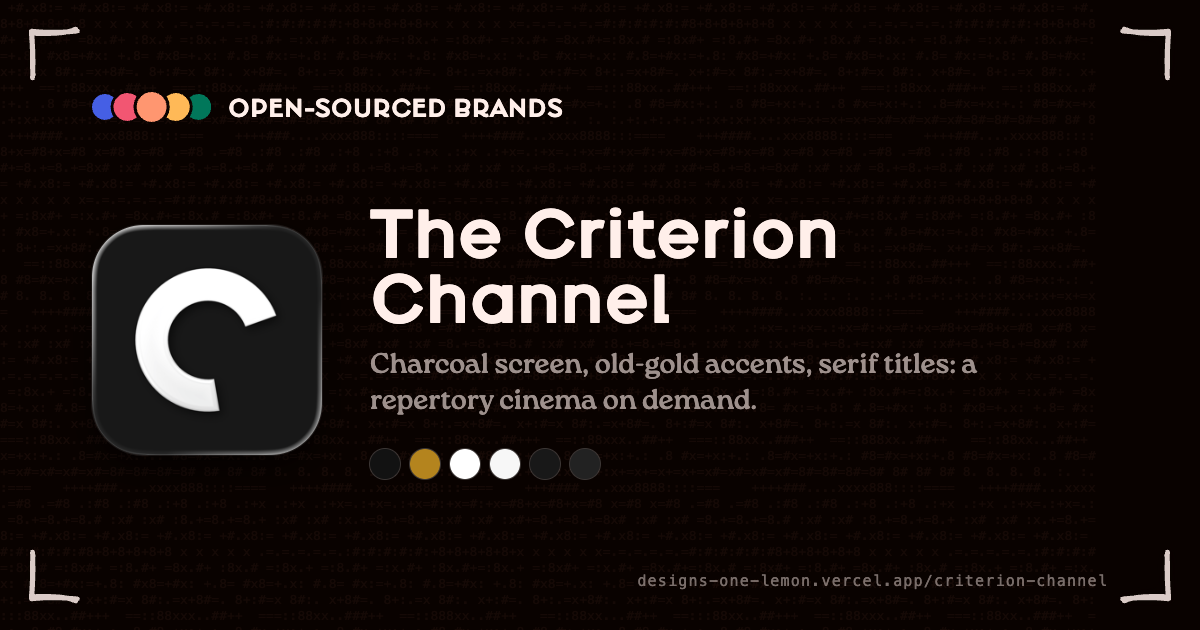 OPEN-SOURCED BRANDS
The Criterion
Channel
Charcoal screen, old-gold accents, serif titles: a
repertory cinema on demand.
designs-one-lemon.vercel.app/criterion-channel